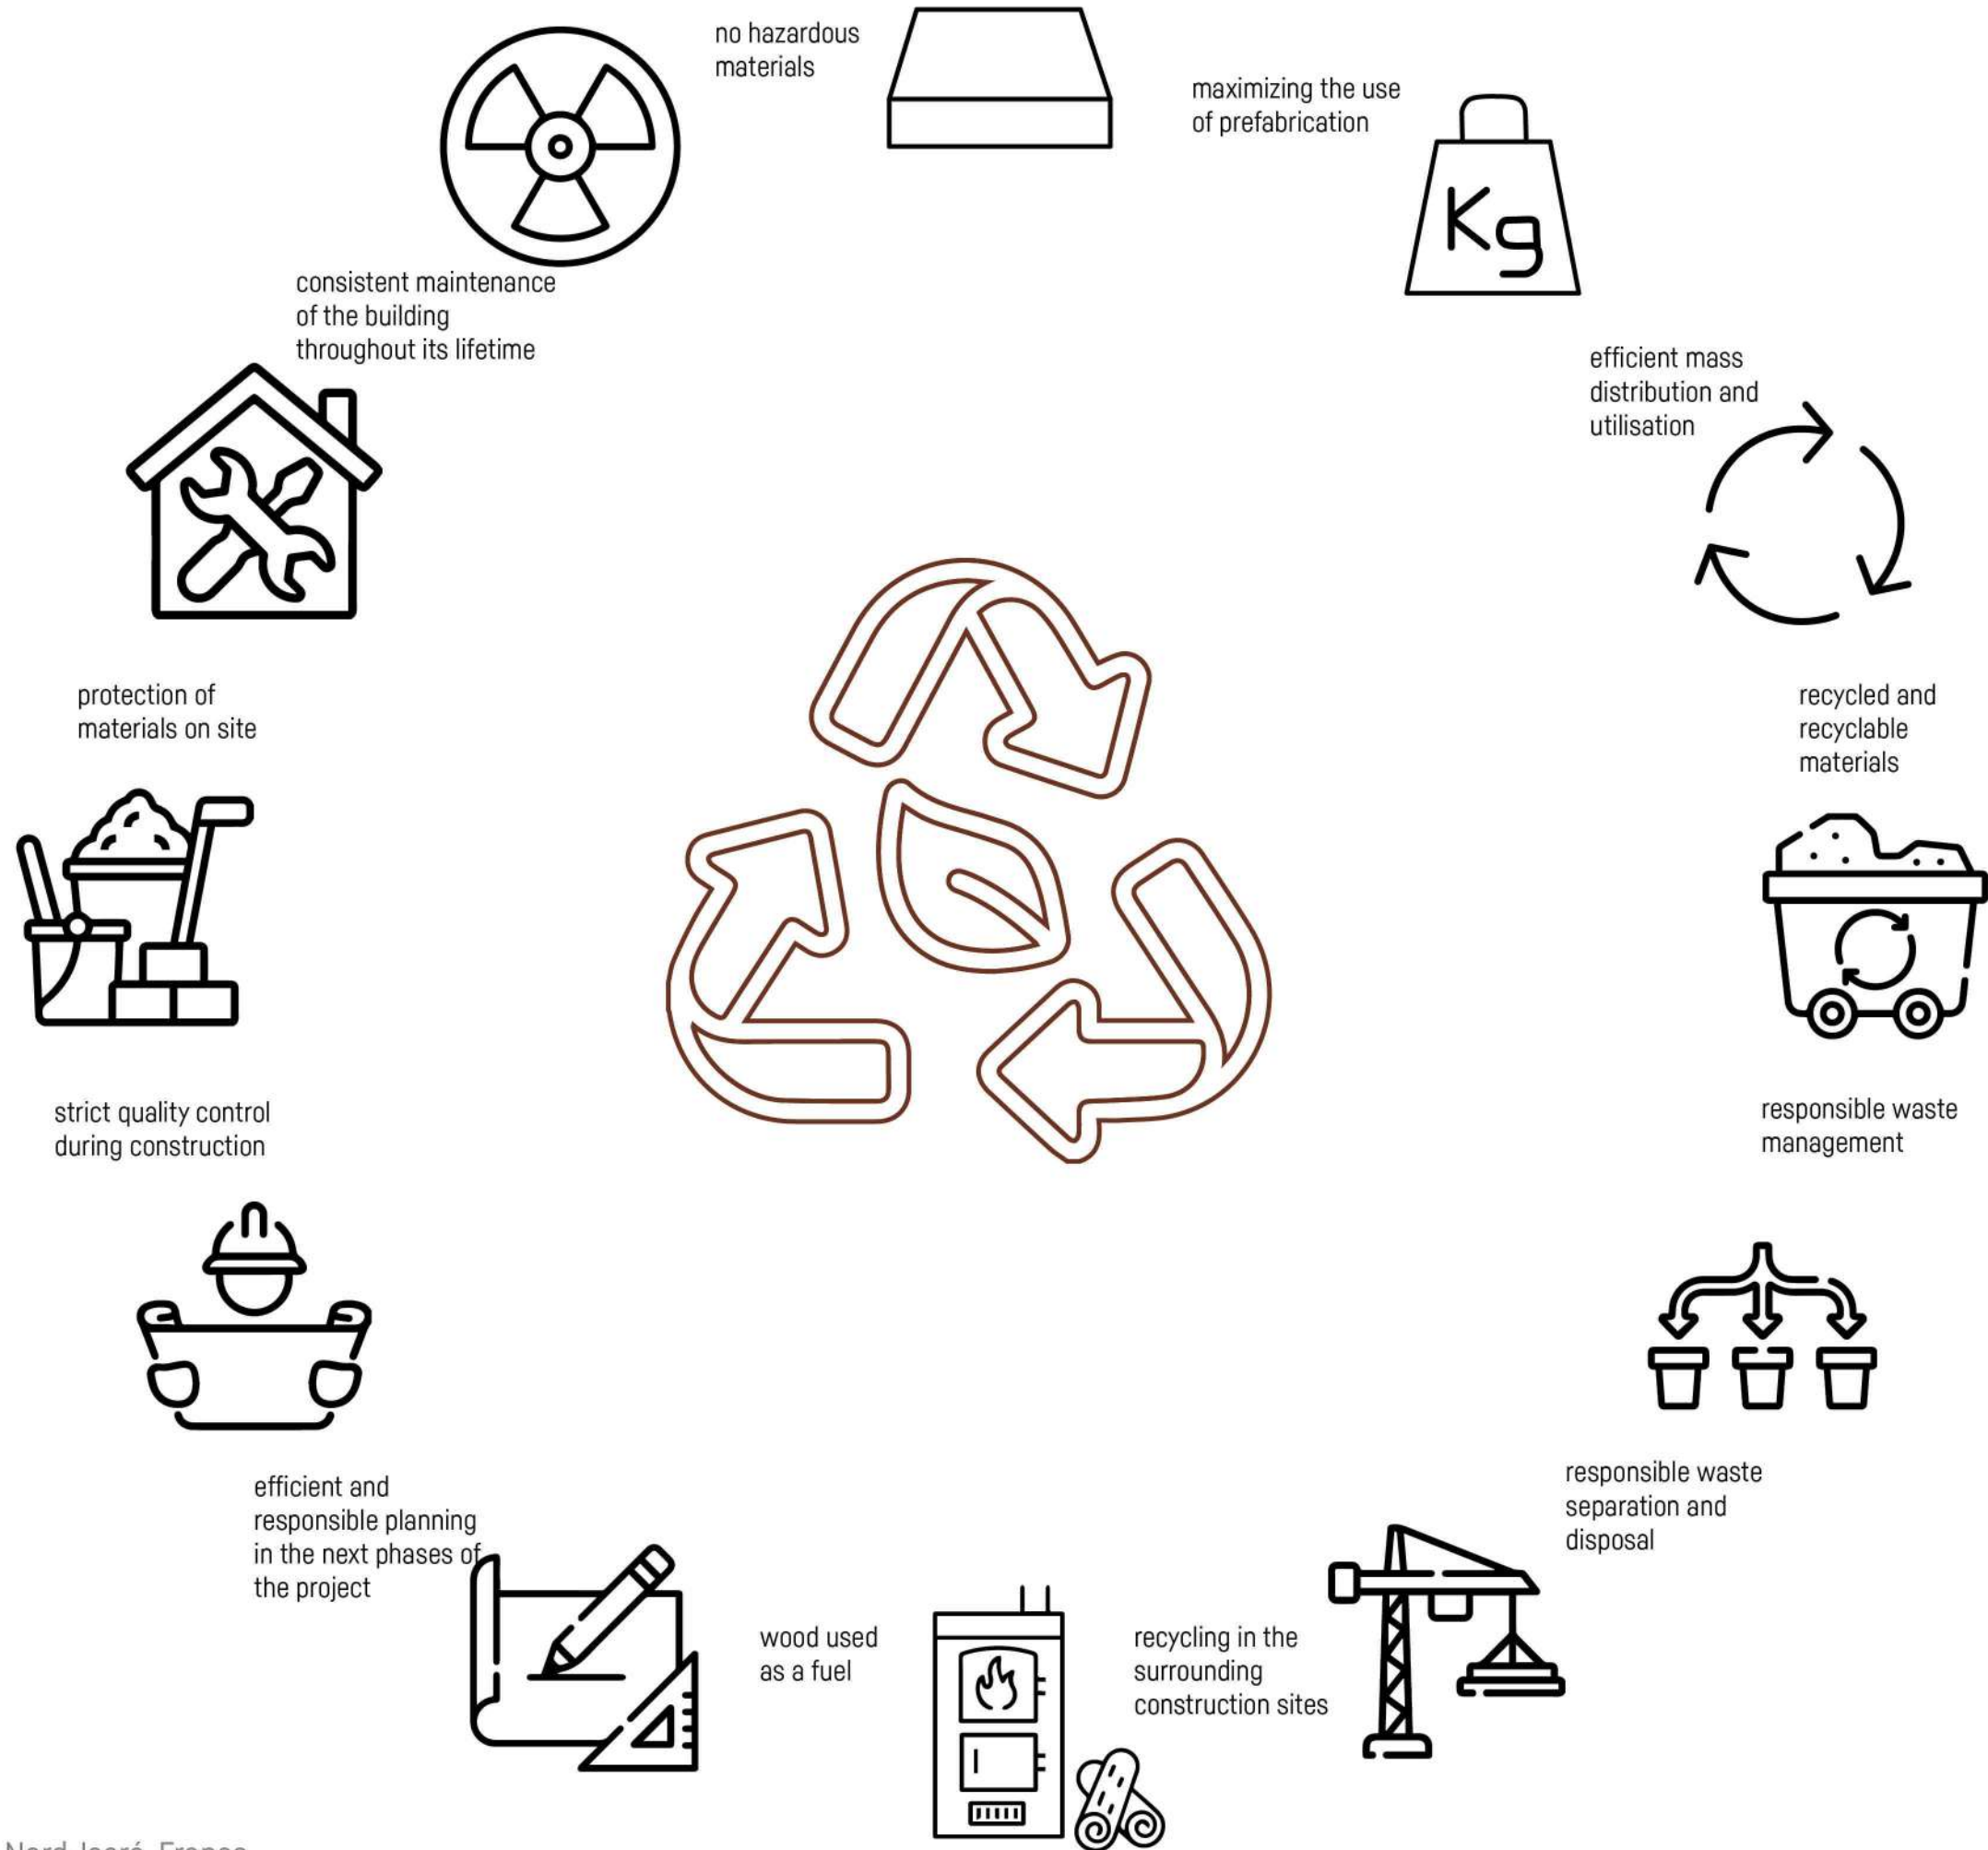 no hazardous
materials
maximizing the use
of prefabrication
Kg
consistent maintenance
of the building
throughout its lifetime
efficient mass
distribution and
utilisation
protection of
materials on site
recycled and
recyclable
materials
strict quality control
during construction
responsible waste
management
efficient and
responsible planning
in the next phases of
the project
responsible waste
separation and
disposal
wood used
as a fuel
recycling in the
surrounding
construction sites